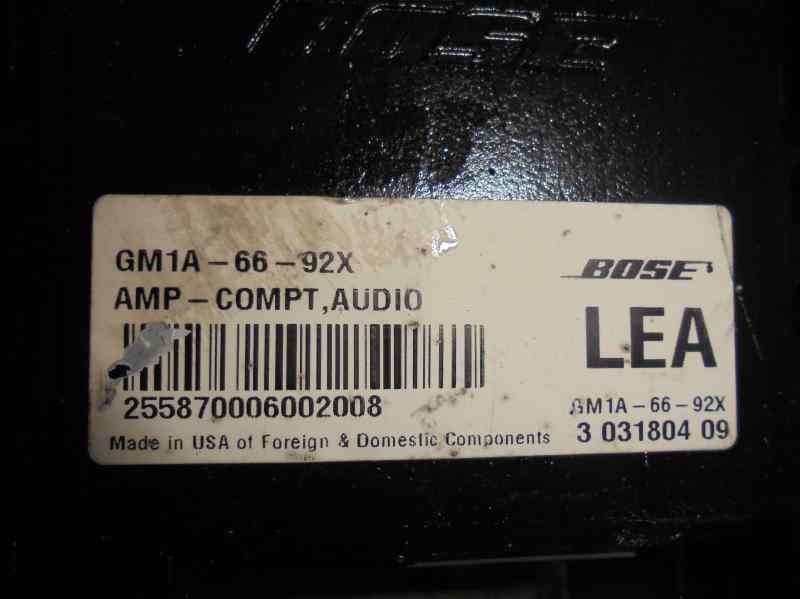 BOSE
GM1A-66-92X
AMP-COMPT,AUDIO
255870006002008
Made in USA of Foreign & Domestic Components
BOSE
LEA
GM1A-66-92X
3 031804 09